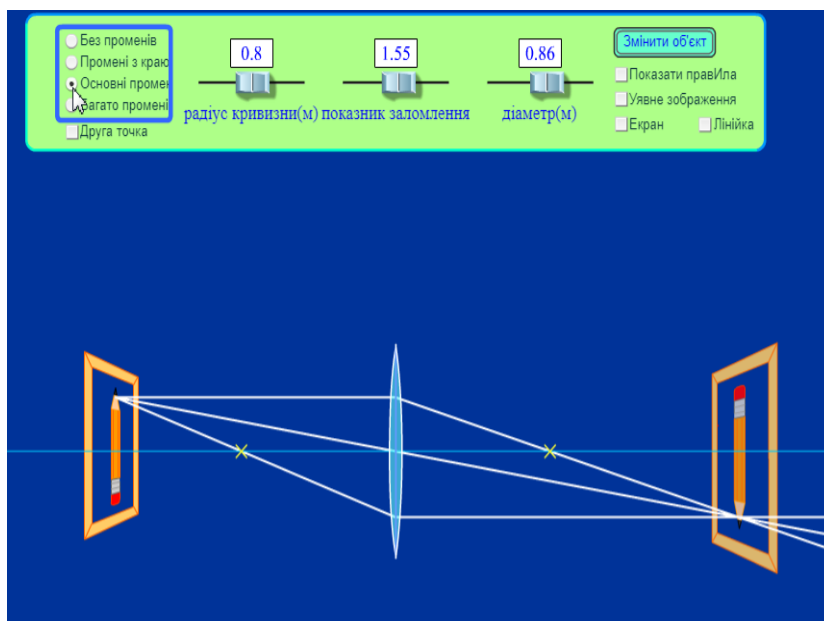 Без променів
Промені з краю
Основні промен
Багато промені
Друга точка
0.8
радіус кривизни(м)
1.55
показник заломлення
0.86
діаметр(м)
Змінити об'єкт
Показати правИла
Уявне зображення
Екран
Лінійка